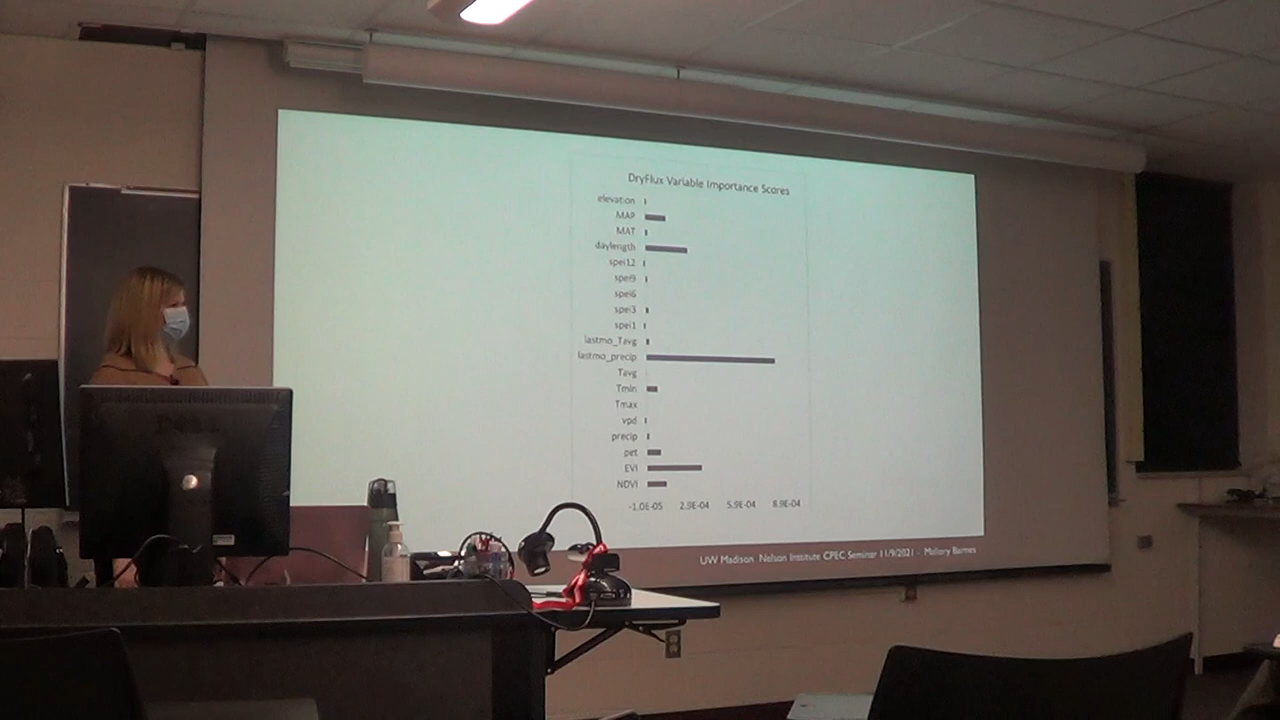 DryFlux Variable Importance Scores
elevation
MAP
MAT
daylength
spei12
spei9
spei6
spei3
spei1
lastmo_Tavg
lastmo_precip
Tavg
Tmin
Tmax
vpd
precip
pet
EVI
NDVI
-1.0E-05 2.9E-04 5.9E-04 8.9E-04
UW Madison Nelson Institute CPEC Seminar 11/9/2021 - Mallory Barnes
DELL